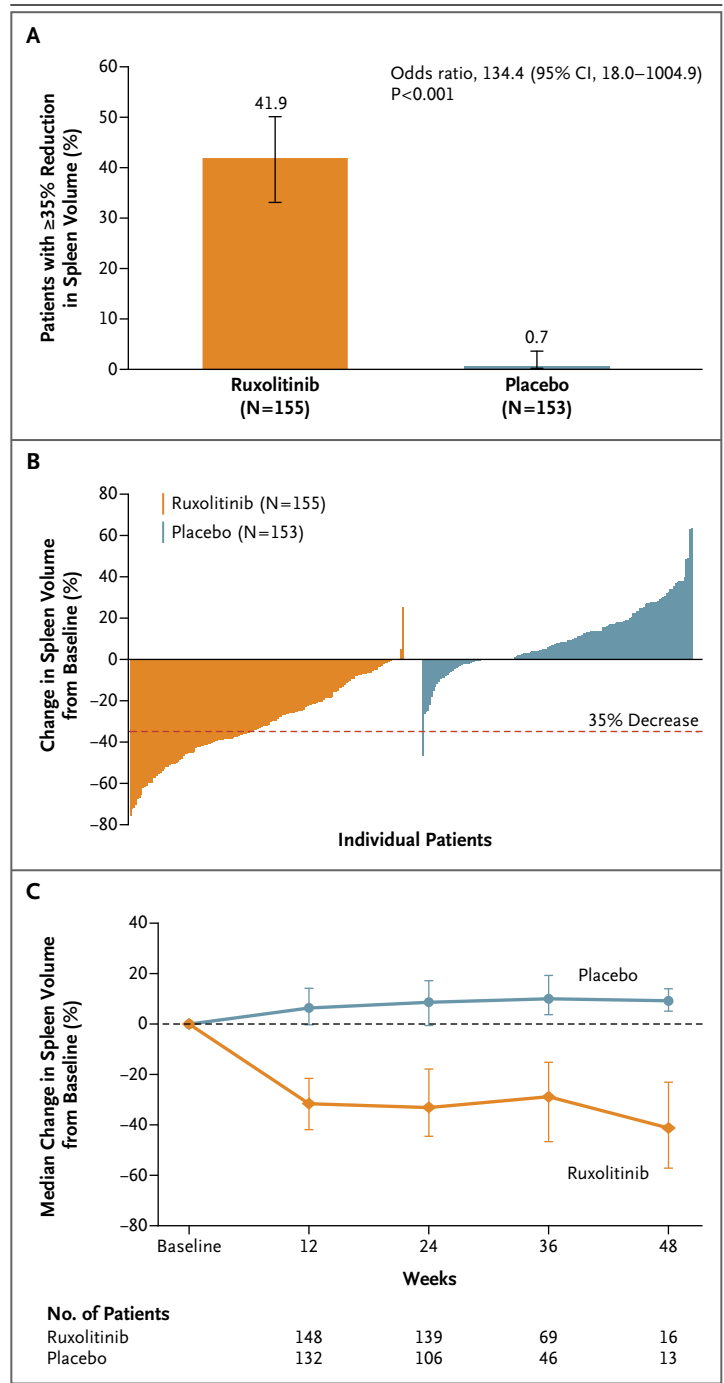 A
60
50
40
30
20
10
0
Patients with ≥35% Reduction
in Spleen Volume (%)
Odds ratio, 134.4 (95% CI, 18.0–1004.9)
P<0.001
41.9
0.7
Ruxolitinib
(N=155)
Placebo
(N=153)
B
80
60
40
20
0
−20
−40
−60
−80
Change in Spleen Volume
from Baseline (%)
Ruxolitinib (N=155)
Placebo (N=153)
35% Decrease
Individual Patients
C
40
20
0
−20
−40
−60
−80
Median Change in Spleen Volume
from Baseline (%)
Placebo
Ruxolitinib
Baseline 12 24 36 48
Weeks
No. of Patients
Ruxolitinib 148 139 69 16
Placebo 132 106 46 13